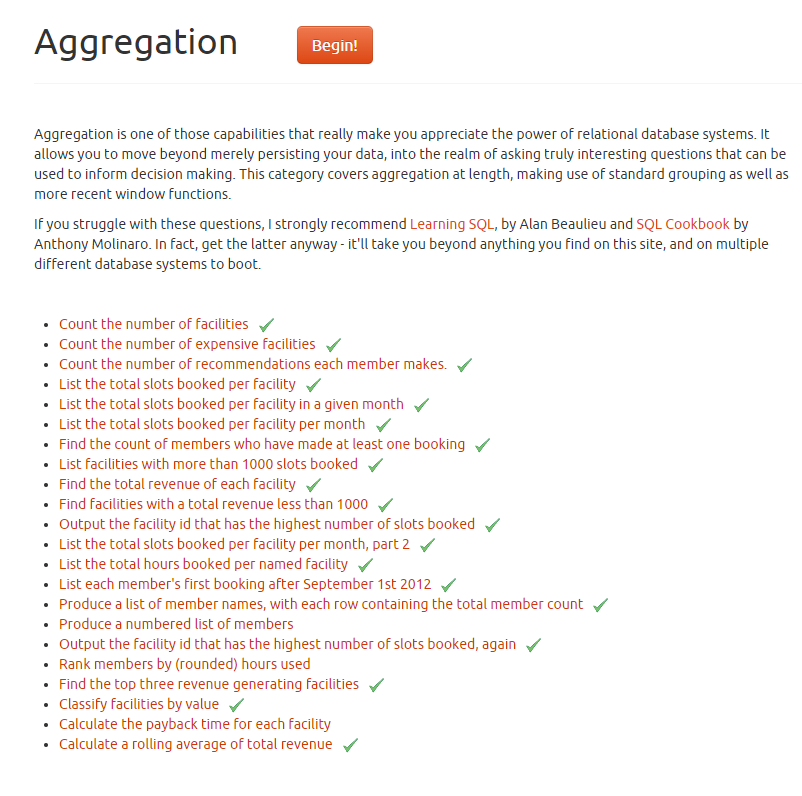 Aggregation
Begin!
Aggregation is one of those capabilities that really make you appreciate the power of relational database systems. It
allows you to move beyond merely persisting your data, into the realm of asking truly interesting questions that can be
used to inform decision making. This category covers aggregation at length, making use of standard grouping as well as
more recent window functions.
If you struggle with these questions, I strongly recommend Learning SQL, by Alan Beaulieu and SQL Cookbook by
Anthony Molinaro. In fact, get the latter anyway - it'll take you beyond anything you find on this site, and on multiple
different database systems to boot.
Count the number of facilities
Count the number of expensive facilities
Count the number of recommendations each member makes.
List the total slots booked per facility
List the total slots booked per facility in a given month
List the total slots booked per facility per month
Find the count of members who have made at least one booking
List facilities with more than 1000 slots booked
Find the total revenue of each facility
Find facilities with a total revenue less than 1000
Output the facility id that has the highest number of slots booked
List the total slots booked per facility per month, part 2
List the total hours booked per named facility
List each member's first booking after September 1st 2012
Produce a list of member names, with each row containing the total member count
Produce a numbered list of members
Output the facility id that has the highest number of slots booked, again
Rank members by (rounded) hours used
Find the top three revenue generating facilities
Classify facilities by value
Calculate the payback time for each facility
Calculate a rolling average of total revenue